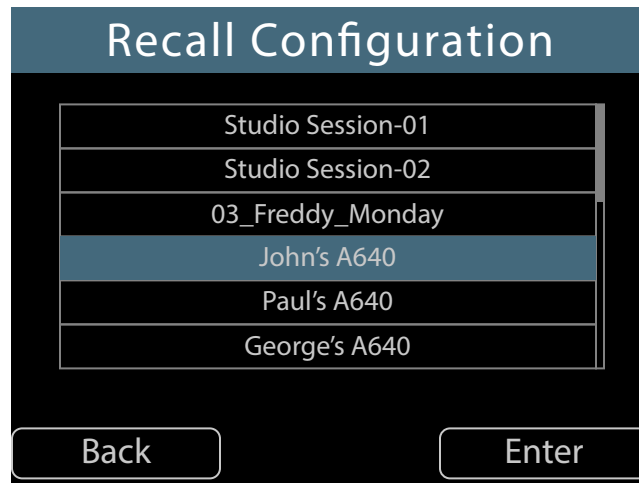 Recall Configuration
Studio Session-01
Studio Session-02
03_Freddy_Monday
John's A640
Paul's A640
George's A640
Back
Enter